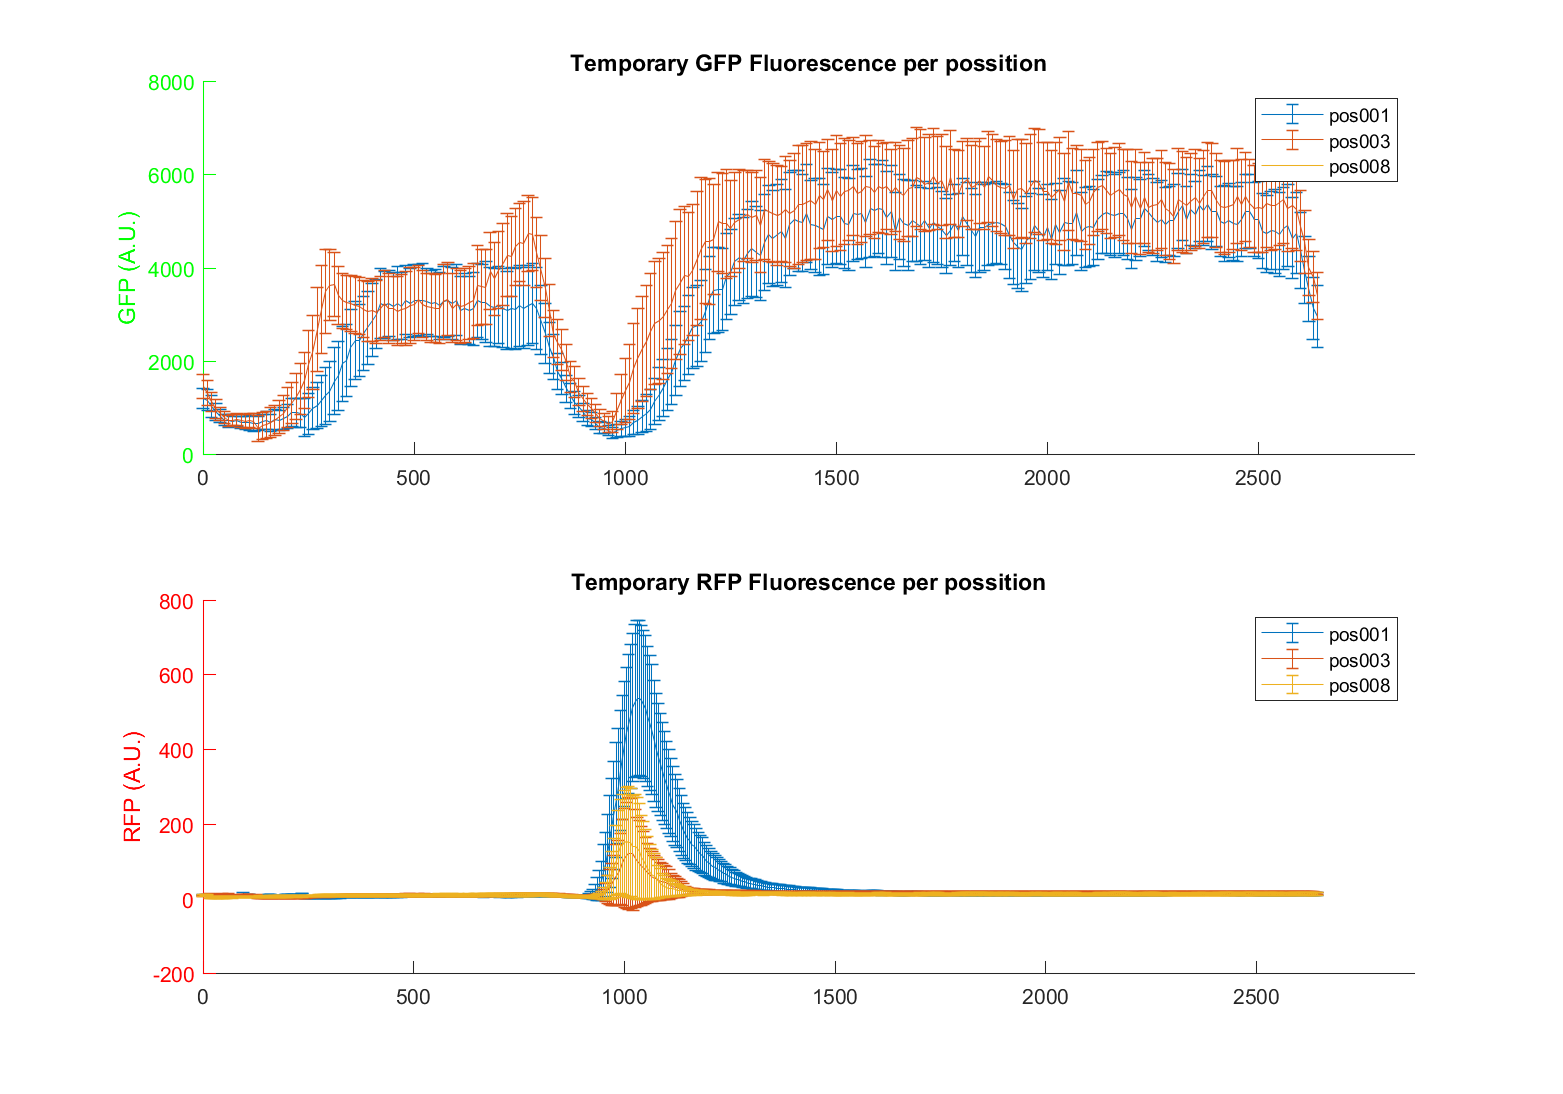 Temporary GFP Fluorescence per possition
8000
6000
4000
2000
0
GFP (A.U.)
0 500 1000 1500 2000 2500
pos001
pos003
pos008
Temporary RFP Fluorescence per possition
800
600
400
200
0
-200
RFP (A.U.)
0 500 1000 1500 2000 2500
pos001
pos003
pos008